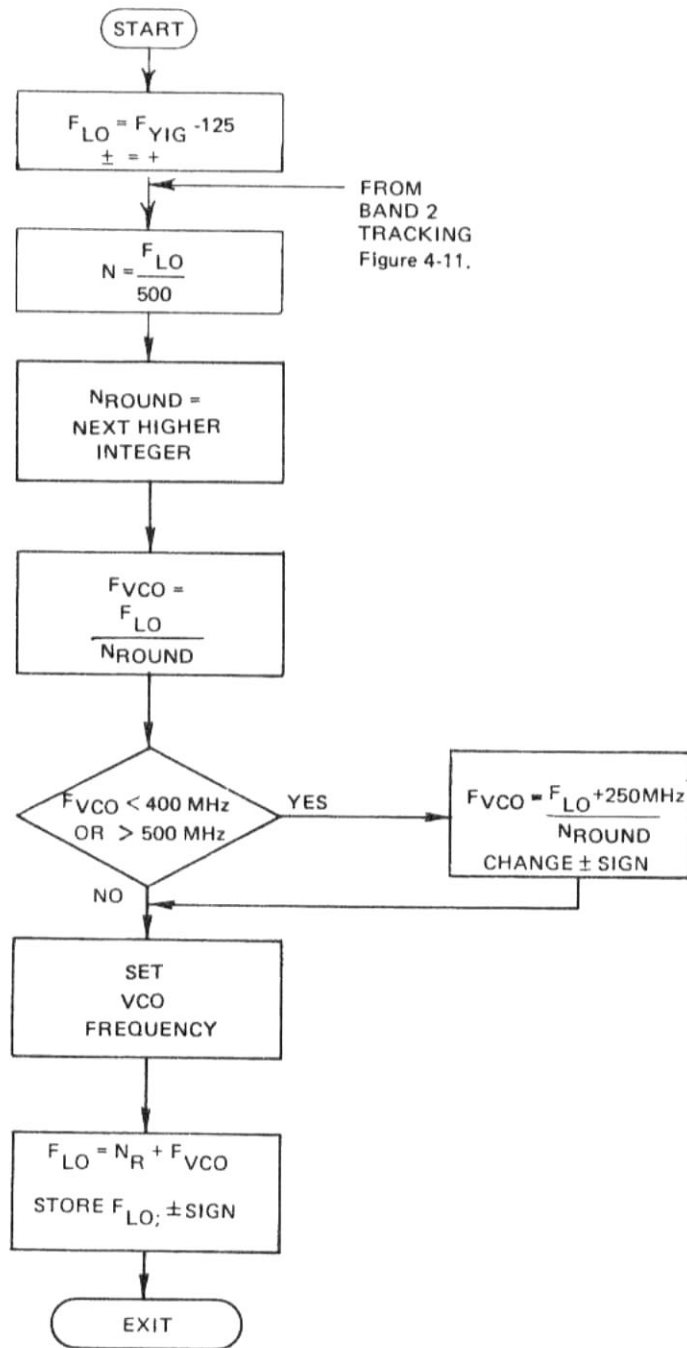 START
F_LO = F_YIG -125
± = +
FROM
BAND 2
TRACKING
Figure 4-11.
N = F_LO
500
N_ROUND =
NEXT HIGHER
INTEGER
F_VCO =
F_LO
N_ROUND
F_VCO < 400 MHz
OR > 500 MHz
YES
F_VCO = F_LO +250MHz
N_ROUND
CHANGE ± SIGN
NO
SET
VCO
FREQUENCY
F_LO = N_R + F_VCO
STORE F_LO; ±SIGN
EXIT